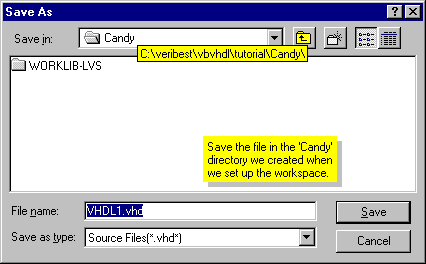 Save As
Save in: Candy
C:\veribest\vbvhdl\tutorial\Candy\
WORKLIB-LVS
Save the file in the 'Candy'
directory we created when
we set up the workspace.
File name: VHDL1.vhd Save
Save as type: Source Files(*.vhd*) Cancel